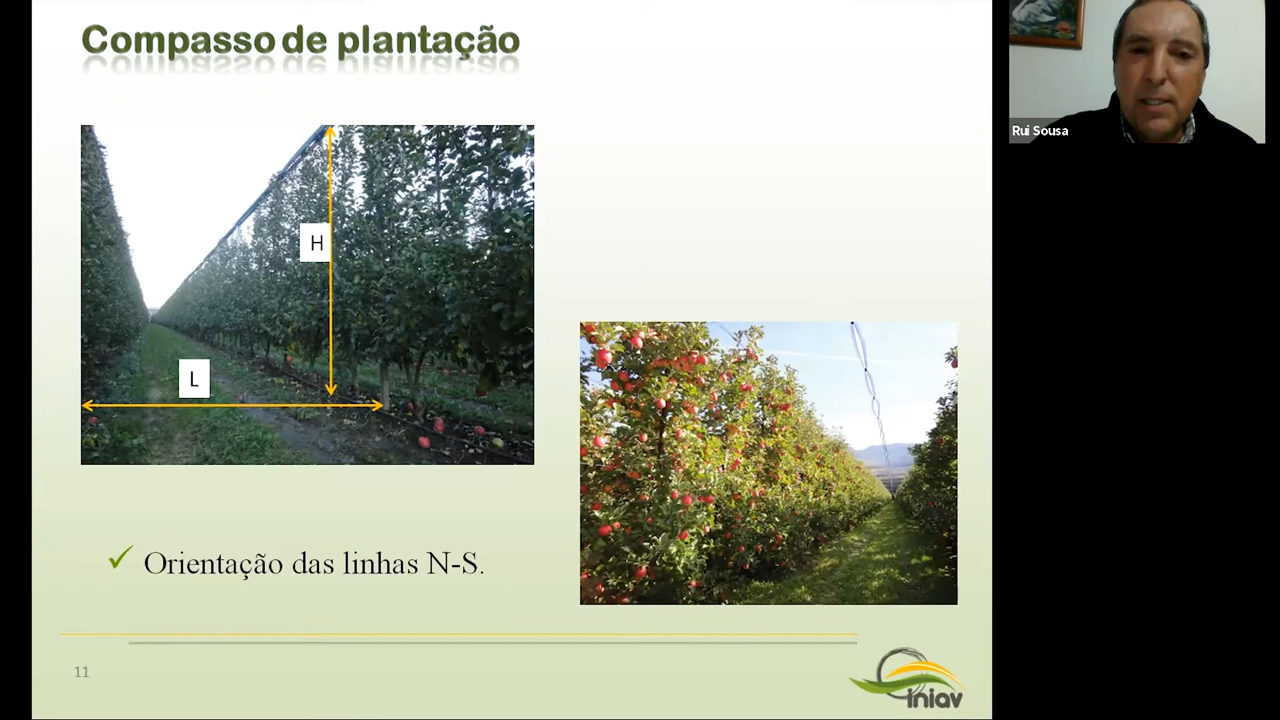 Compasso de plantação
Rui Sousa
H
L
✓ Orientação das linhas N-S.
11
iniav